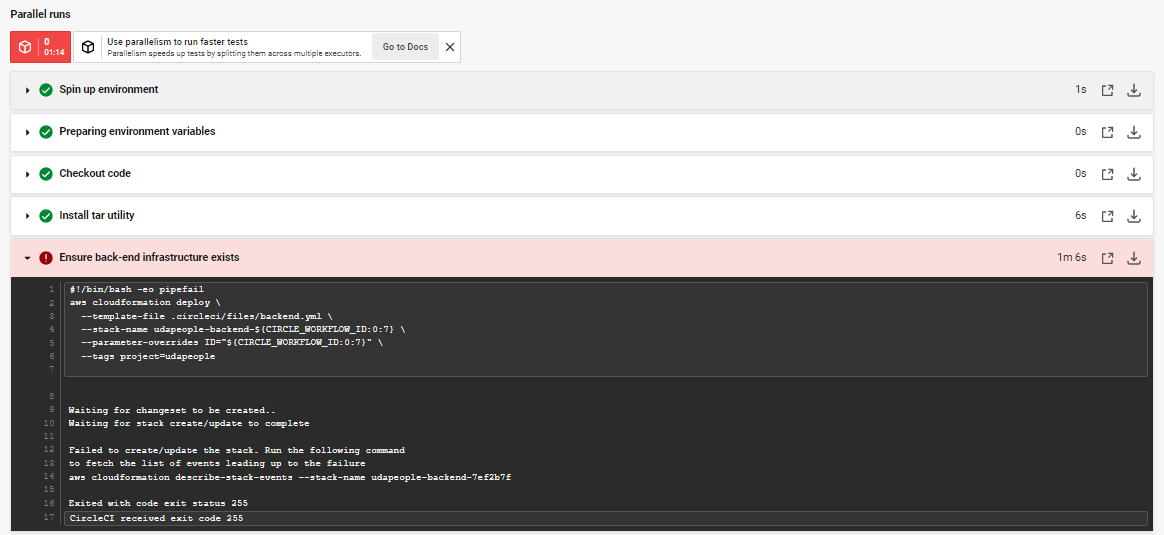 Parallel runs
0
01:14
Use parallelism to run faster tests
Parallelism speeds up tests by splitting them across multiple executors.
Go to Docs
Spin up environment 1s
Preparing environment variables 0s
Checkout code 0s
Install tar utility 6s
Ensure back-end infrastructure exists 1m 6s
1 #!/bin/bash -eo pipefail
2 aws cloudformation deploy \
3 --template-file .circleci/files/backend.yml \
4 --stack-name udapeople-backend-${CIRCLE_WORKFLOW_ID:0:7} \
5 --parameter-overrides ID="${CIRCLE_WORKFLOW_ID:0:7}" \
6 --tags project=udapeople
7
8
9 Waiting for changeset to be created..
10 Waiting for stack create/update to complete
11
12 Failed to create/update the stack. Run the following command
13 to fetch the list of events leading up to the failure
14 aws cloudformation describe-stack-events --stack-name udapeople-backend-7ef2b7f
15
16 Exited with code exit status 255
17 CircleCI received exit code 255